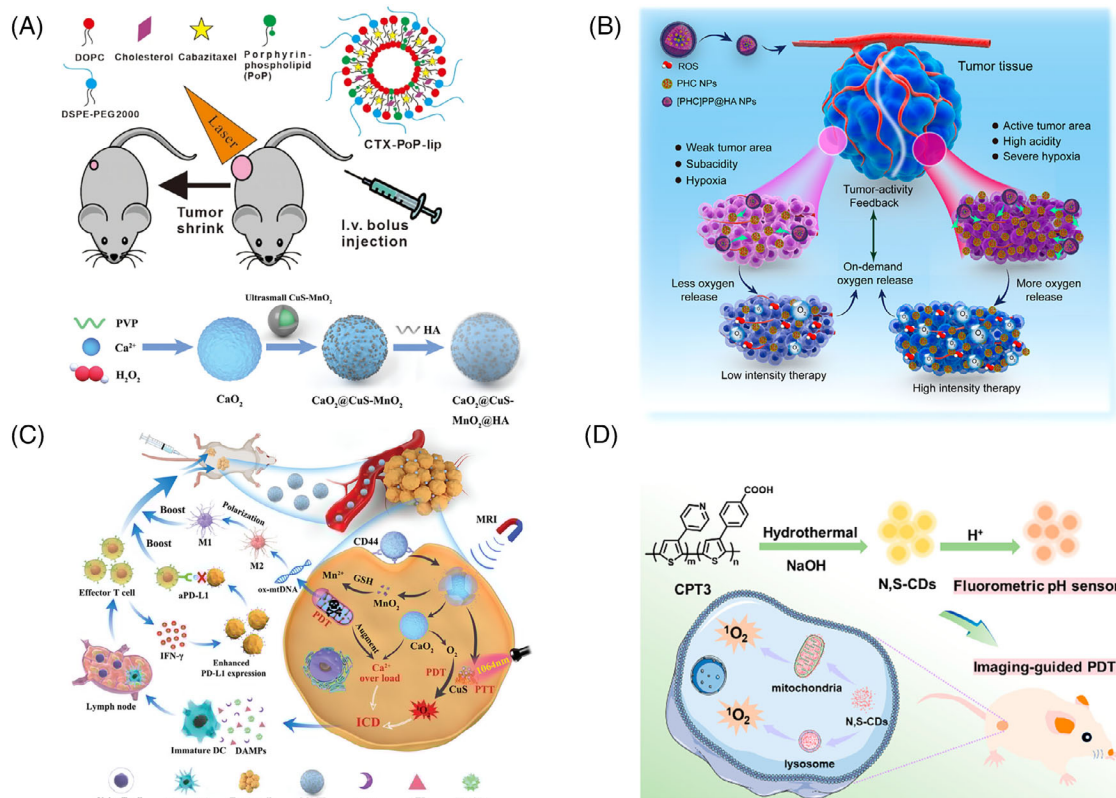 (A)
DOPC
Cholesterol
Cabazitaxel
Porphyrin-
phospholipid
(PoP)
DSPE-PEG2000
CTX-PoP-lip
Laser
Tumor
shrink
I.v. bolus
injection
PVP
Ca²⁺
H₂O₂
CaO₂
Ultrasmall CuS-MnO₂
CaO₂@CuS-MnO₂
HA
CaO₂@CuS-
MnO₂@HA
(B)
ROS
PHC NPs
[PHC]PP@HA NPs
Tumor tissue
• Weak tumor area
• Subacidity
• Hypoxia
• Active tumor area
• High acidity
• Severe hypoxia
Tumor-activity
Feedback
On-demand
oxygen release
Less oxygen
release
More oxygen
release
Low intensity therapy
High intensity therapy
(C)
Boost
M1
Polarization
M2
Boost
Effector T cell
aPD-L1
ox-mtDNA
IFN-γ
Enhanced
PD-L1 expression
Lymph node
Immature DC
DAMPs
CD44
MRI
Mn²⁺
GSH
MnO₂
PDT
Augment
CaO₂
O₂
Ca²⁺
over load
PDT
CuS
PTT
1064nm
ICD
(D)
COOH
N
S
m
S
n
CPT3
Hydrothermal
NaOH
N,S-CDs
H⁺
Fluorometric pH sensor
Imaging-guided PDT
¹O₂
mitochondria
¹O₂
N,S-CDs
lysosome